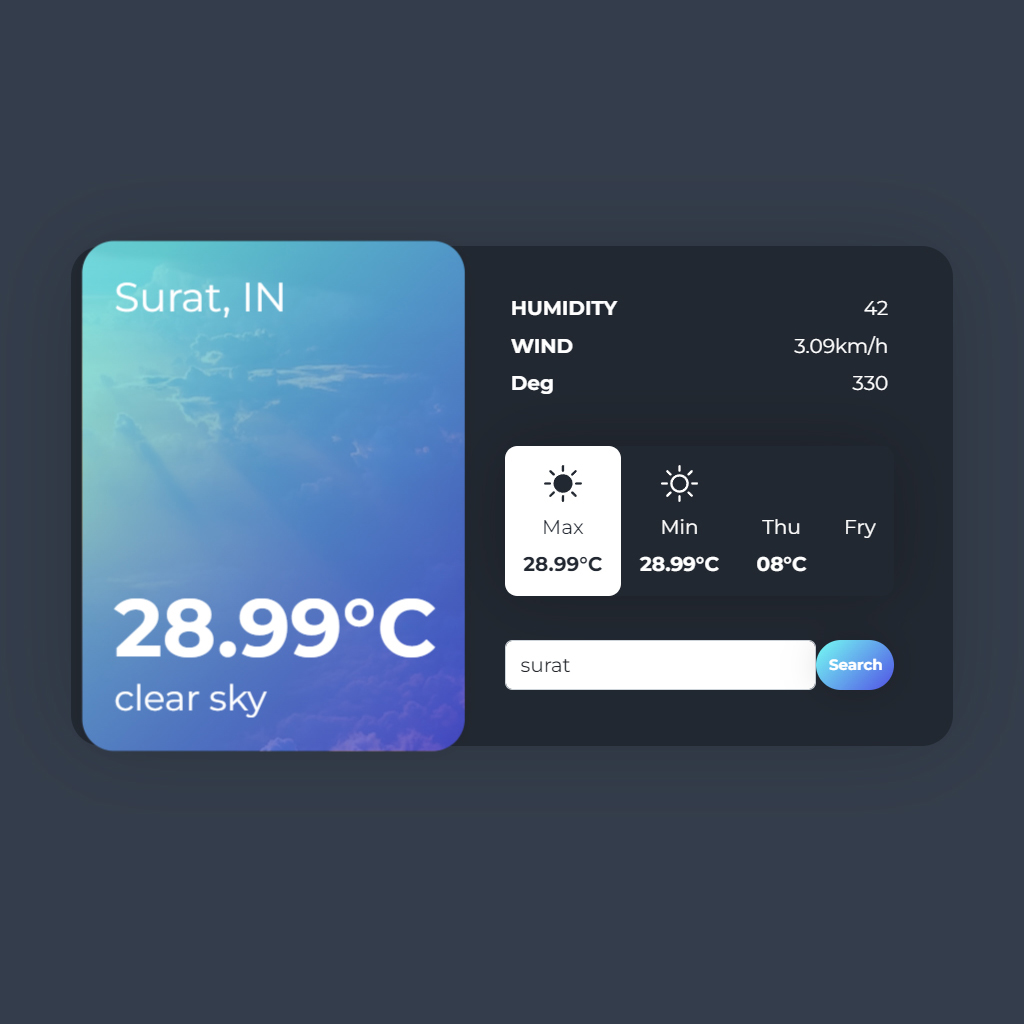 Surat, IN
28.99°C
clear sky
HUMIDITY 42
WIND 3.09km/h
Deg 330
Max Min Thu Fry
28.99°C 28.99°C 08°C
surat Search